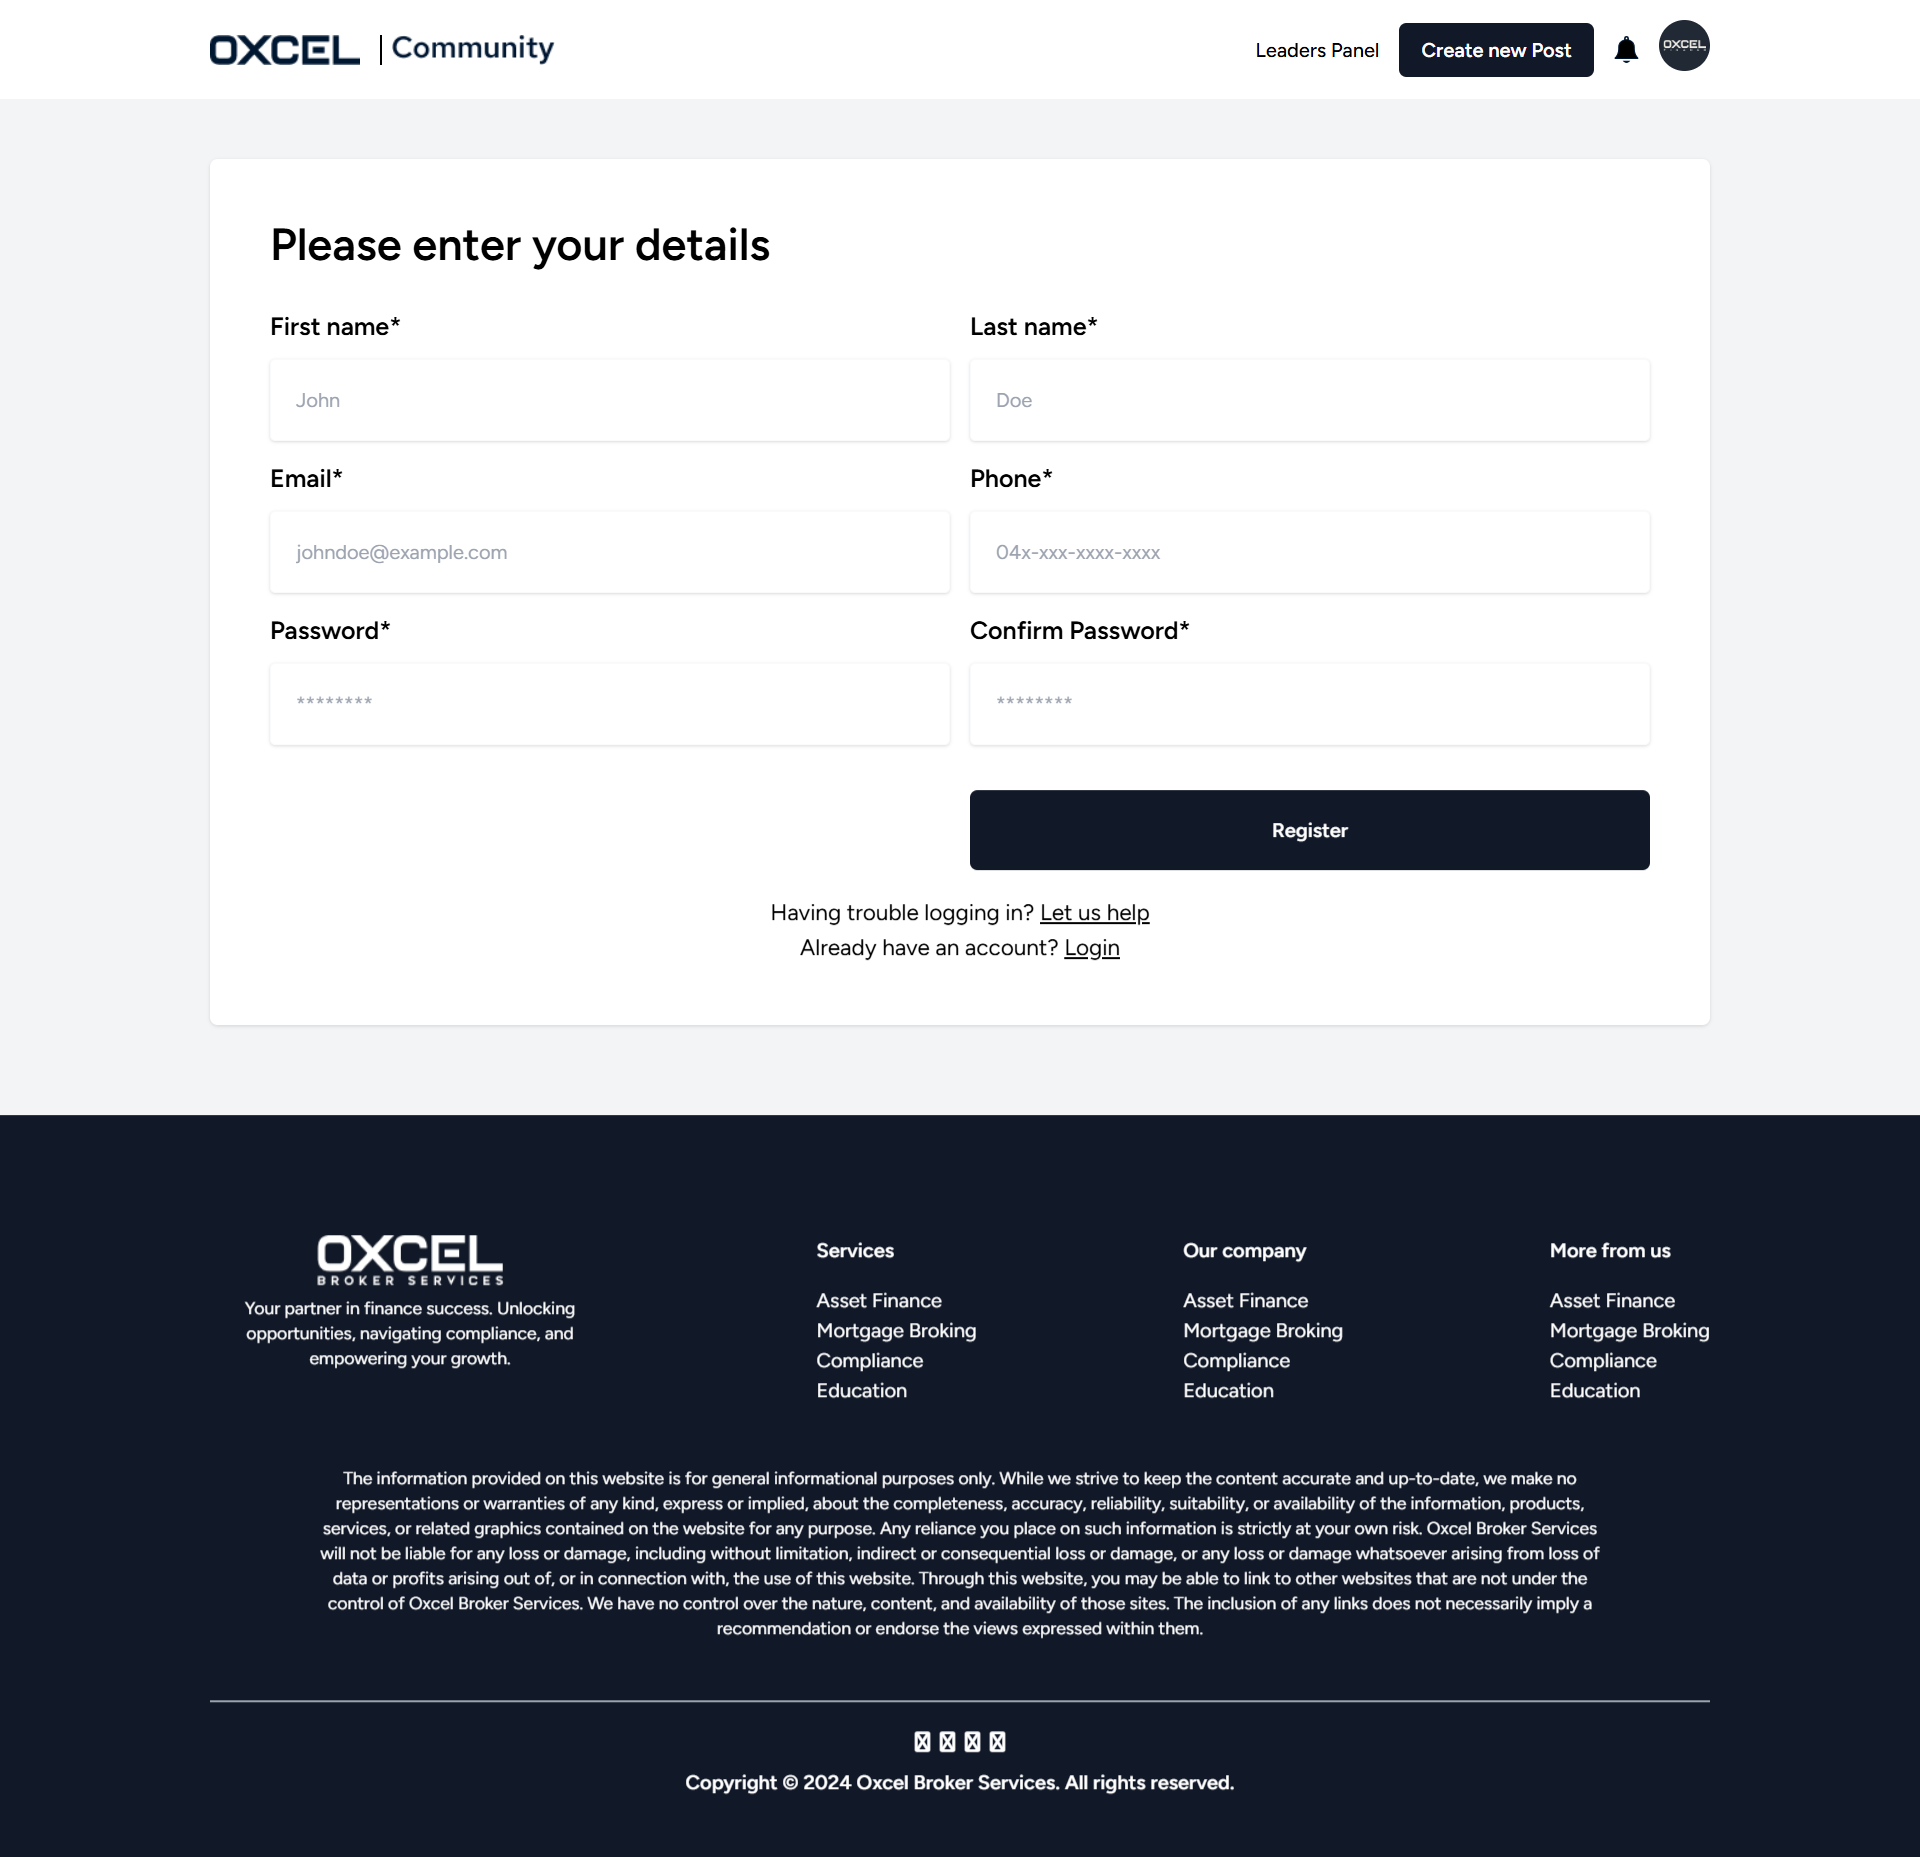 OXCEL | Community
Leaders Panel
Create new Post
OXCEL
Please enter your details
First name*
Last name*
John
Doe
Email*
Phone*
johndoe@example.com
04x-xxx-xxxx-xxxx
Password*
Confirm Password*
********
********
Register
Having trouble logging in? Let us help
Already have an account? Login
OXCEL
BROKER SERVICES
Your partner in finance success. Unlocking
opportunities, navigating compliance, and
empowering your growth.
Services
Asset Finance
Mortgage Broking
Compliance
Education
Our company
Asset Finance
Mortgage Broking
Compliance
Education
More from us
Asset Finance
Mortgage Broking
Compliance
Education
The information provided on this website is for general informational purposes only. While we strive to keep the content accurate and up-to-date, we make no
representations or warranties of any kind, express or implied, about the completeness, accuracy, reliability, suitability, or availability of the information, products,
services, or related graphics contained on the website for any purpose. Any reliance you place on such information is strictly at your own risk. Oxcel Broker Services
will not be liable for any loss or damage, including without limitation, indirect or consequential loss or damage, or any loss or damage whatsoever arising from loss of
data or profits arising out of, or in connection with, the use of this website. Through this website, you may be able to link to other websites that are not under the
control of Oxcel Broker Services. We have no control over the nature, content, and availability of those sites. The inclusion of any links does not necessarily imply a
recommendation or endorse the views expressed within them.
Copyright © 2024 Oxcel Broker Services. All rights reserved.